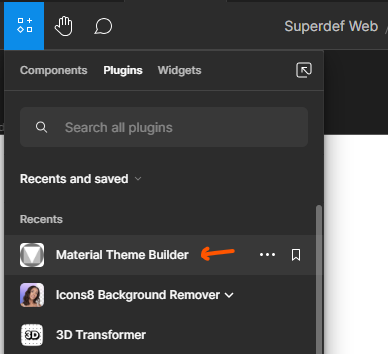 Superdef Web /
Components Plugins Widgets
Search all plugins
Recents and saved
Recents
Material Theme Builder
Icons8 Background Remover
3D 3D Transformer